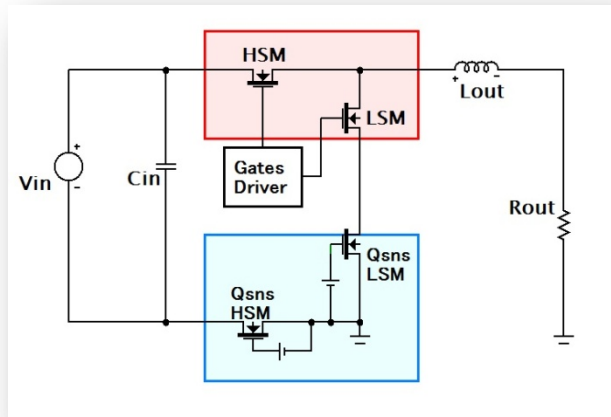 HSM
+
-
Lout
LSM
Gates
Driver
+
Vin
-
Cin
Rout
Qsns
LSM
Qsns
HSM